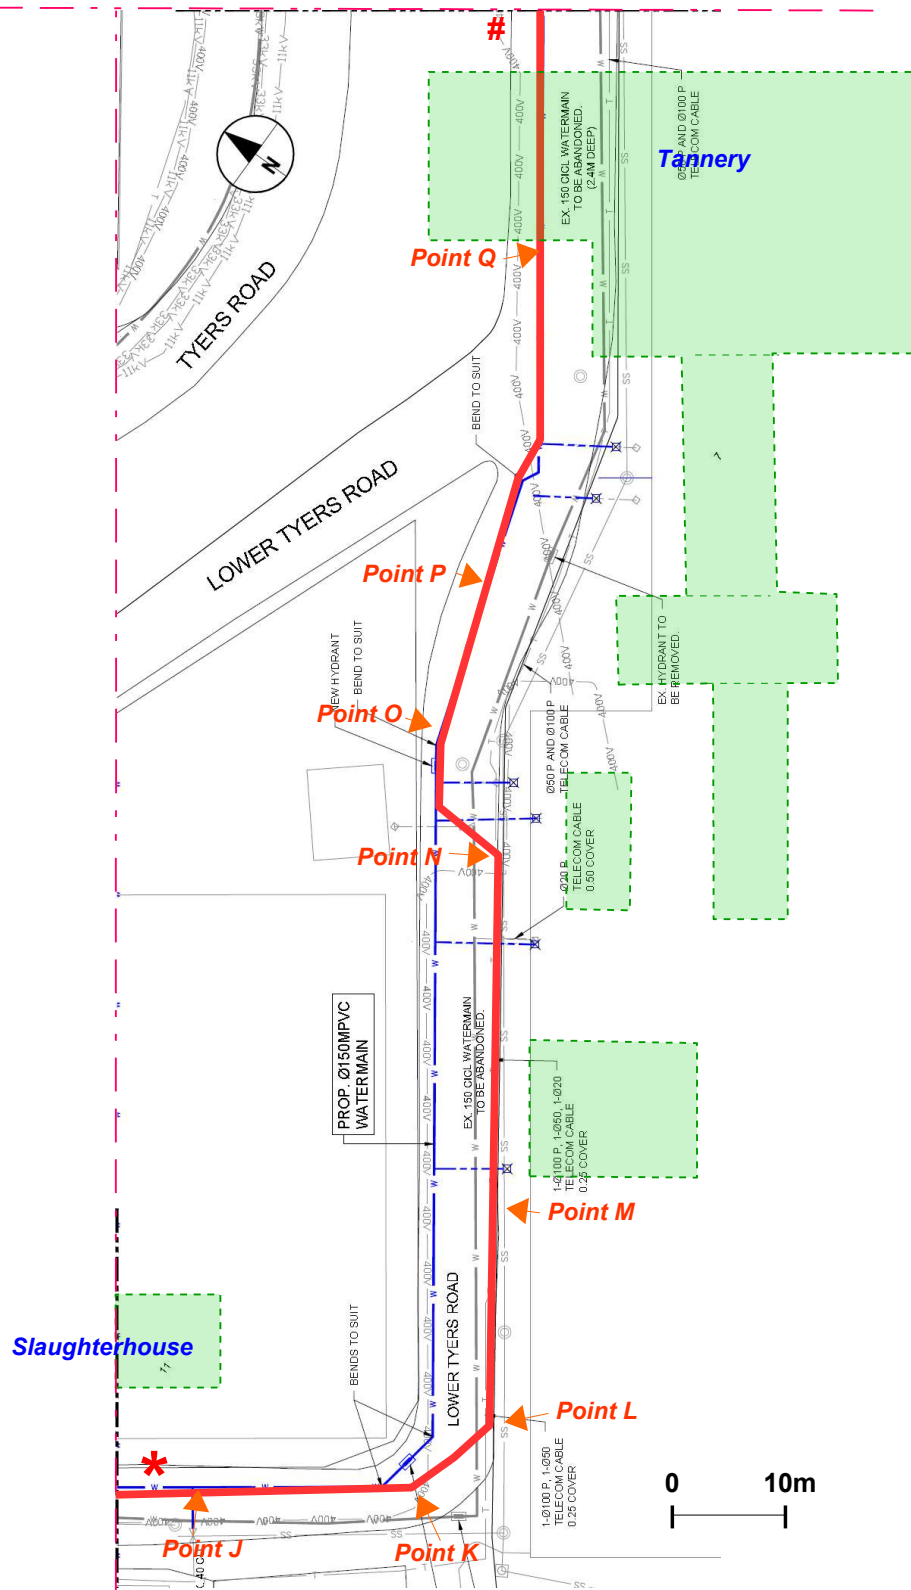 #
EX. 150 CICL WATERMAIN
TO BE ABANDONED.
(2.4M DEEP)
TELECOM CABLE
Tannery
N
TYERS ROAD
Point Q
BEND TO SUIT
LOWER TYERS ROAD
7
Point P
NEW HYDRANT
BEND TO SUIT
EX. HYDRANT TO
BE REMOVED.
Point O
Ø50 P AND Ø100 P
TELECOM CABLE
Point N
Ø20 P
TELECOM CABLE
0.50 COVER
PROP. Ø150MPVC
WATERMAIN
EX. 150 CICL WATERMAIN
TO BE ABANDONED.
1-Ø100 P, 1-Ø50, 1-Ø20
TELECOM CABLE
0.25 COVER
Point M
Slaughterhouse
11
BENDS TO SUIT
LOWER TYERS ROAD
Point L
1-Ø100 P, 1-Ø50
TELECOM CABLE
0.25 COVER
*
0 10m
Point J
Point K